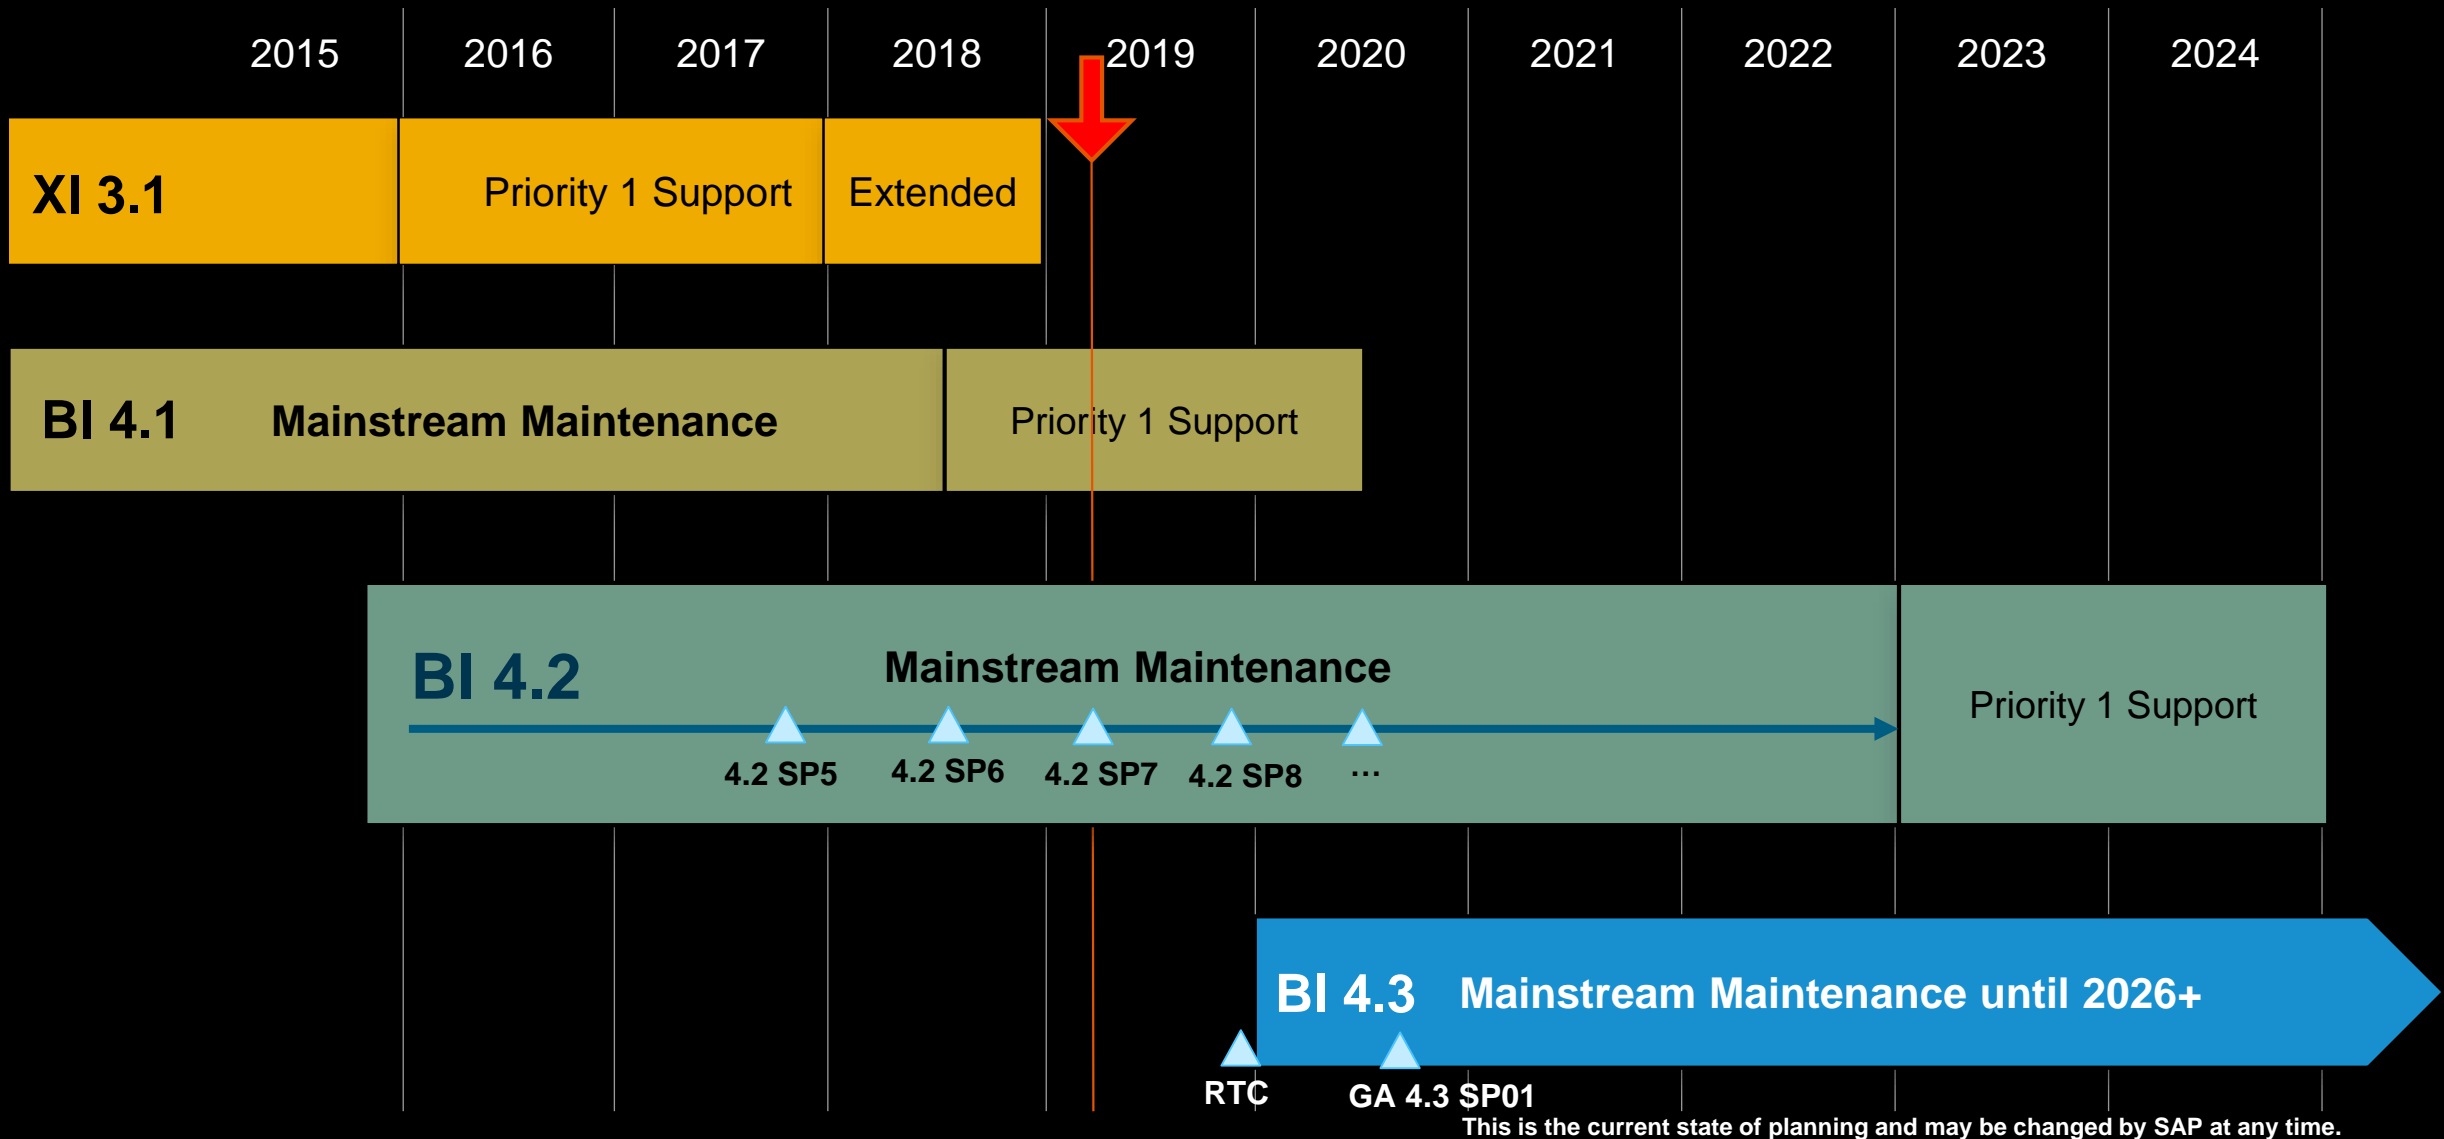 2015 2016 2017 2018 2019 2020 2021 2022 2023 2024
XI 3.1 Priority 1 Support Extended
BI 4.1 Mainstream Maintenance Priority 1 Support
BI 4.2 Mainstream Maintenance Priority 1 Support
4.2 SP5 4.2 SP6 4.2 SP7 4.2 SP8 ...
BI 4.3 Mainstream Maintenance until 2026+
RTC GA 4.3 SP01
This is the current state of planning and may be changed by SAP at any time.